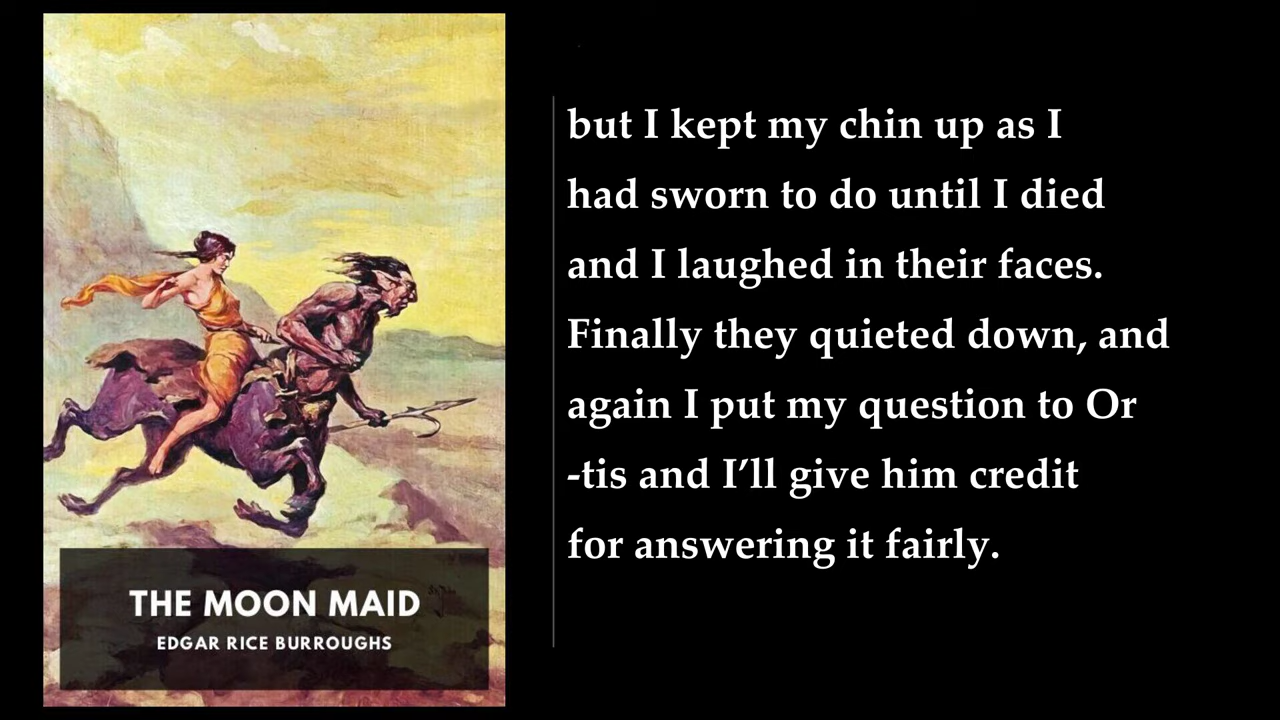 THE MOON MAID
EDGAR RICE BURROUGHS
but I kept my chin up as I
had sworn to do until I died
and I laughed in their faces.
Finally they quieted down, and
again I put my question to Or
-tis and I’ll give him credit
for answering it fairly.